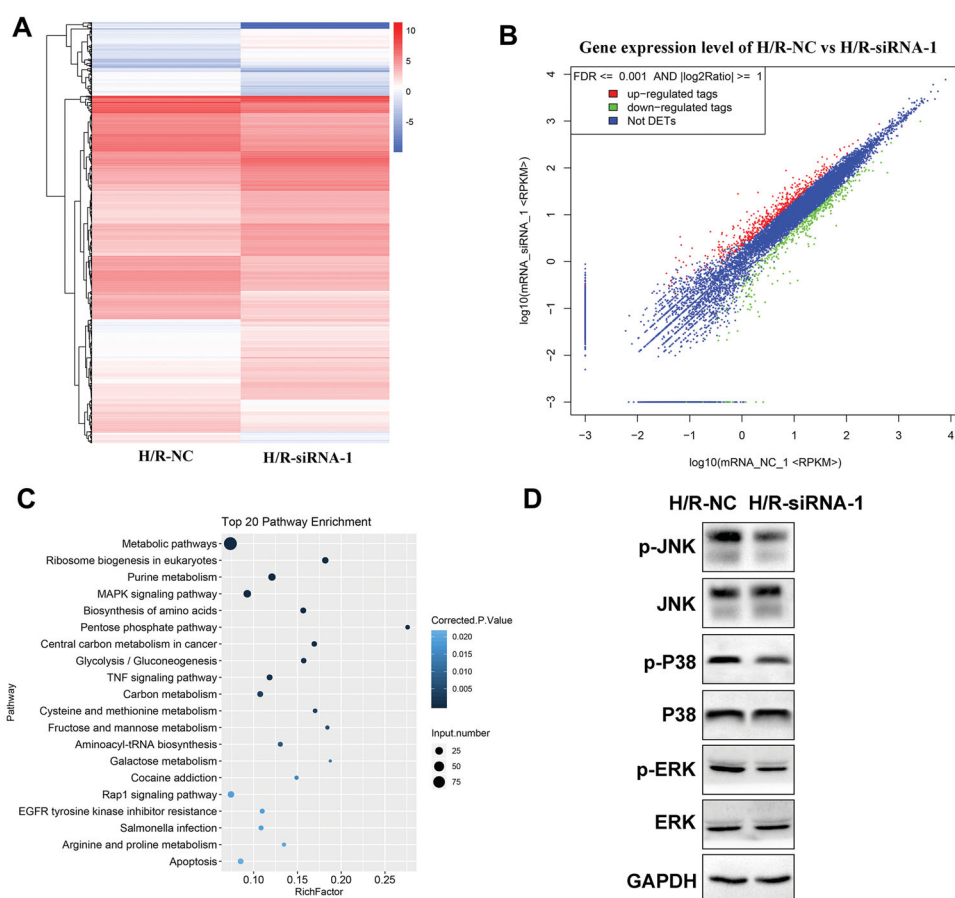 A
10
5
0
-5
H/R-NC
H/R-siRNA-1
B
Gene expression level of H/R-NC vs H/R-siRNA-1
FDR <= 0.001 AND |log2Ratio| >= 1
up-regulated tags
down-regulated tags
Not DETs
log10(mRNA_siRNA_1 <RPKM>)
4
3
2
1
0
-1
-2
-3
-3
-2
-1
0
1
2
3
4
log10(mRNA_NC_1 <RPKM>)
C
Top 20 Pathway Enrichment
Pathway
Metabolic pathways
Ribosome biogenesis in eukaryotes
Purine metabolism
MAPK signaling pathway
Biosynthesis of amino acids
Pentose phosphate pathway
Central carbon metabolism in cancer
Glycolysis / Gluconeogenesis
TNF signaling pathway
Carbon metabolism
Cysteine and methionine metabolism
Fructose and mannose metabolism
Aminoacyl-tRNA biosynthesis
Galactose metabolism
Cocaine addiction
Rap1 signaling pathway
EGFR tyrosine kinase inhibitor resistance
Salmonella infection
Arginine and proline metabolism
Apoptosis
0.10
0.15
0.20
0.25
RichFactor
Corrected.P.Value
0.020
0.015
0.010
0.005
Input.number
25
50
75
D
H/R-NC H/R-siRNA-1
p-JNK
JNK
p-P38
P38
p-ERK
ERK
GAPDH